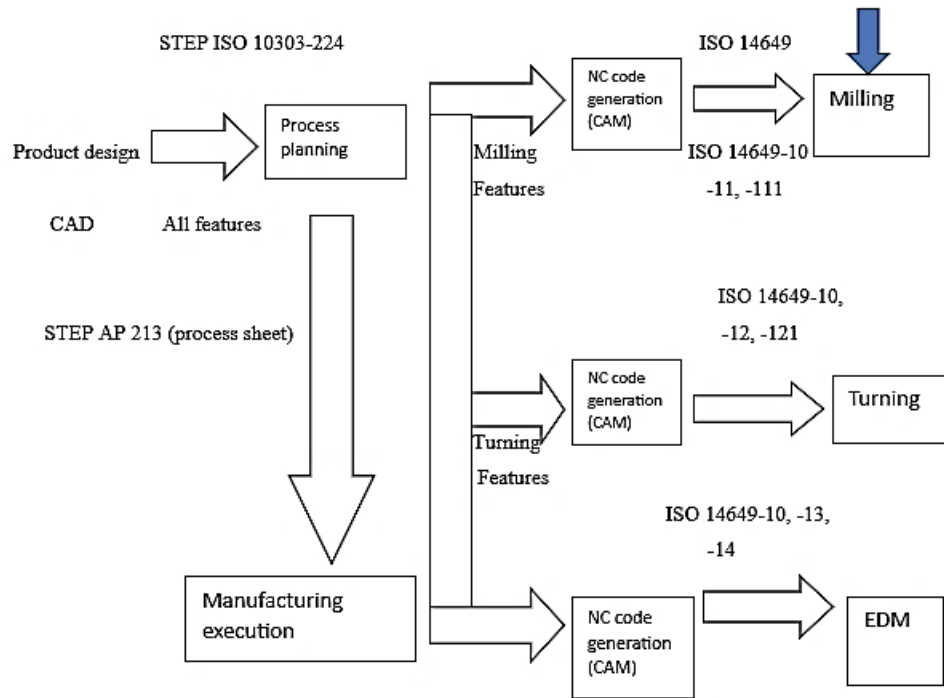 STEP ISO 10303-224
ISO 14649
Process
planning
NC code
generation
(CAM)
Milling
Product design
Milling
Features
ISO 14649-10
-11, -111
CAD
All features
STEP AP 213 (process sheet)
ISO 14649-10,
-12, -121
NC code
generation
(CAM)
Turning
Turning
Features
ISO 14649-10, -13,
-14
Manufacturing
execution
NC code
generation
(CAM)
EDM